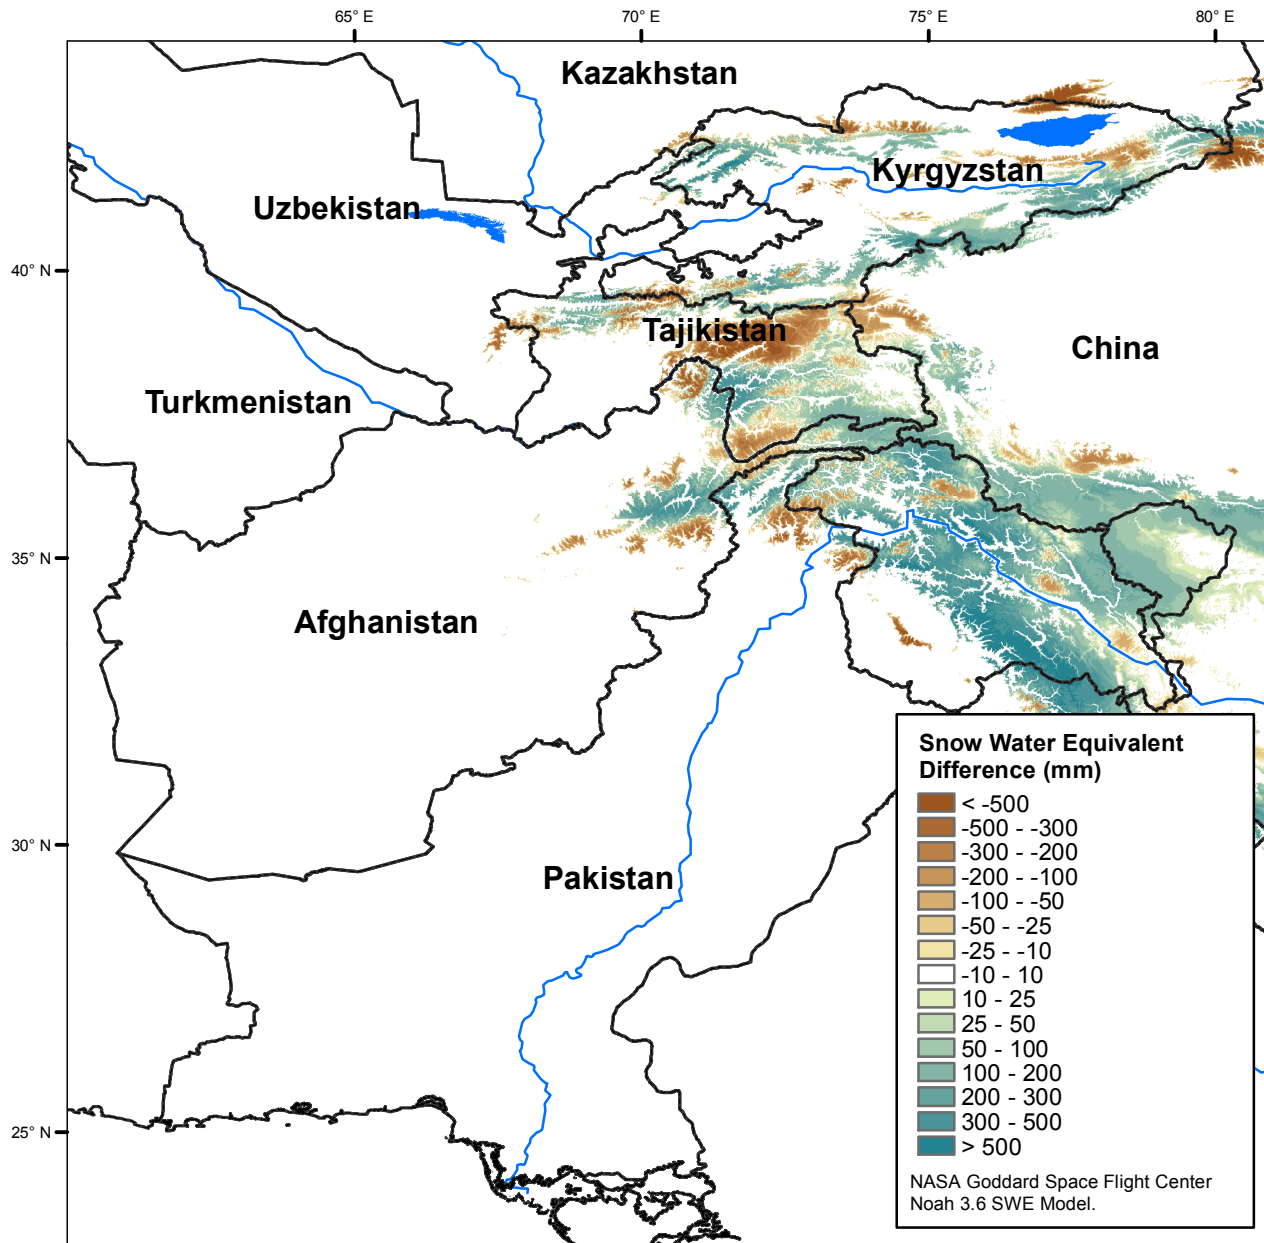 65° E 70° E 75° E 80° E
Kazakhstan
Kyrgyzstan
Uzbekistan
40° N
Tajikistan
China
Turkmenistan
35° N
Afghanistan
30° N
Pakistan
25° N
Snow Water Equivalent
Difference (mm)
< -500
-500 - -300
-300 - -200
-200 - -100
-100 - -50
-50 - -25
-25 - -10
-10 - 10
10 - 25
25 - 50
50 - 100
100 - 200
200 - 300
300 - 500
> 500
NASA Goddard Space Flight Center
Noah 3.6 SWE Model.